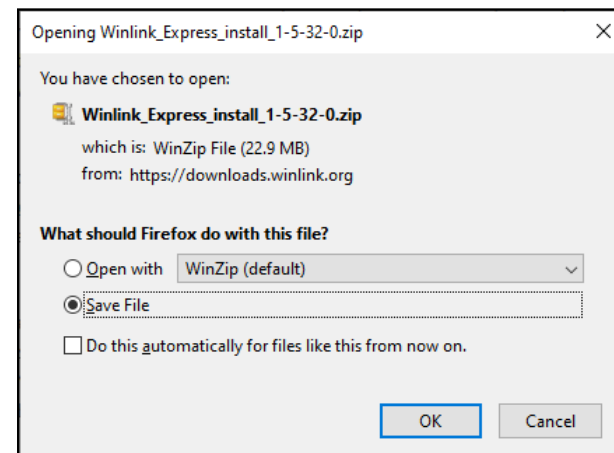 Opening Winlink_Express_install_1-5-32-0.zip
You have chosen to open:
Winlink_Express_install_1-5-32-0.zip
which is: WinZip File (22.9 MB)
from: https://downloads.winlink.org
What should Firefox do with this file?
Open with WinZip (default)
Save File
Do this automatically for files like this from now on.
OK Cancel